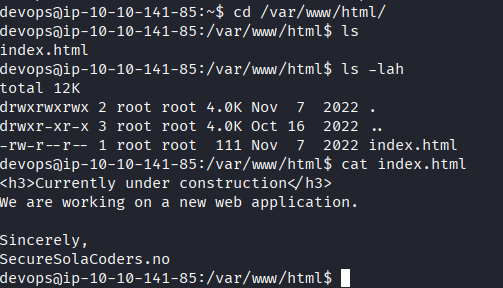 devops@ip-10-10-141-85:~$ cd /var/www/html/
devops@ip-10-10-141-85:/var/www/html$ ls
index.html
devops@ip-10-10-141-85:/var/www/html$ ls -lah
total 12K
drwxrwxrwx 2 root root 4.0K Nov  7  2022 .
drwxr-xr-x 3 root root 4.0K Oct 16  2022 ..
-rw-r--r-- 1 root root  111 Nov  7  2022 index.html
devops@ip-10-10-141-85:/var/www/html$ cat index.html
<h3>Currently under construction</h3>
We are working on a new web application.

Sincerely,
SecureSolaCoders.no
devops@ip-10-10-141-85:/var/www/html$